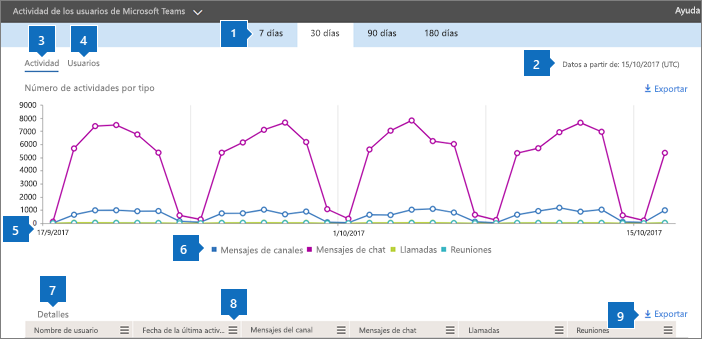 Actividad de los usuarios de Microsoft Teams Ayuda
1 7 días 30 días 90 días 180 días
3 4
Actividad Usuarios 2 Datos a partir de: 15/10/2017 (UTC)
Número de actividades por tipo Exportar
9000
8000
7000
6000
5000
4000
3000
2000
1000
0
5 17/9/2017 1/10/2017 15/10/2017
6 Mensajes de canales Mensajes de chat Llamadas Reuniones
7 8 9
Detalles Exportar
Nombre de usuario Fecha de la última activ... Mensajes del canal Mensajes de chat Llamadas Reuniones